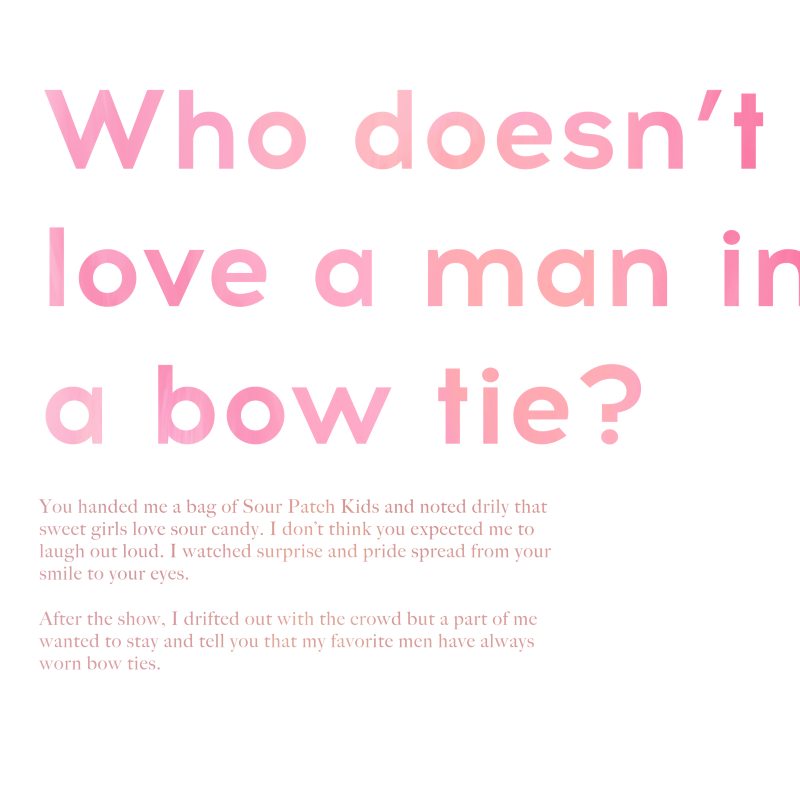 Who doesn't
love a man in
a bow tie?
You handed me a bag of Sour Patch Kids and noted drily that
sweet girls love sour candy. I don't think you expected me to
laugh out loud. I watched surprise and pride spread from your
smile to your eyes.
After the show, I drifted out with the crowd but a part of me
wanted to stay and tell you that my favorite men have always
worn bow ties.